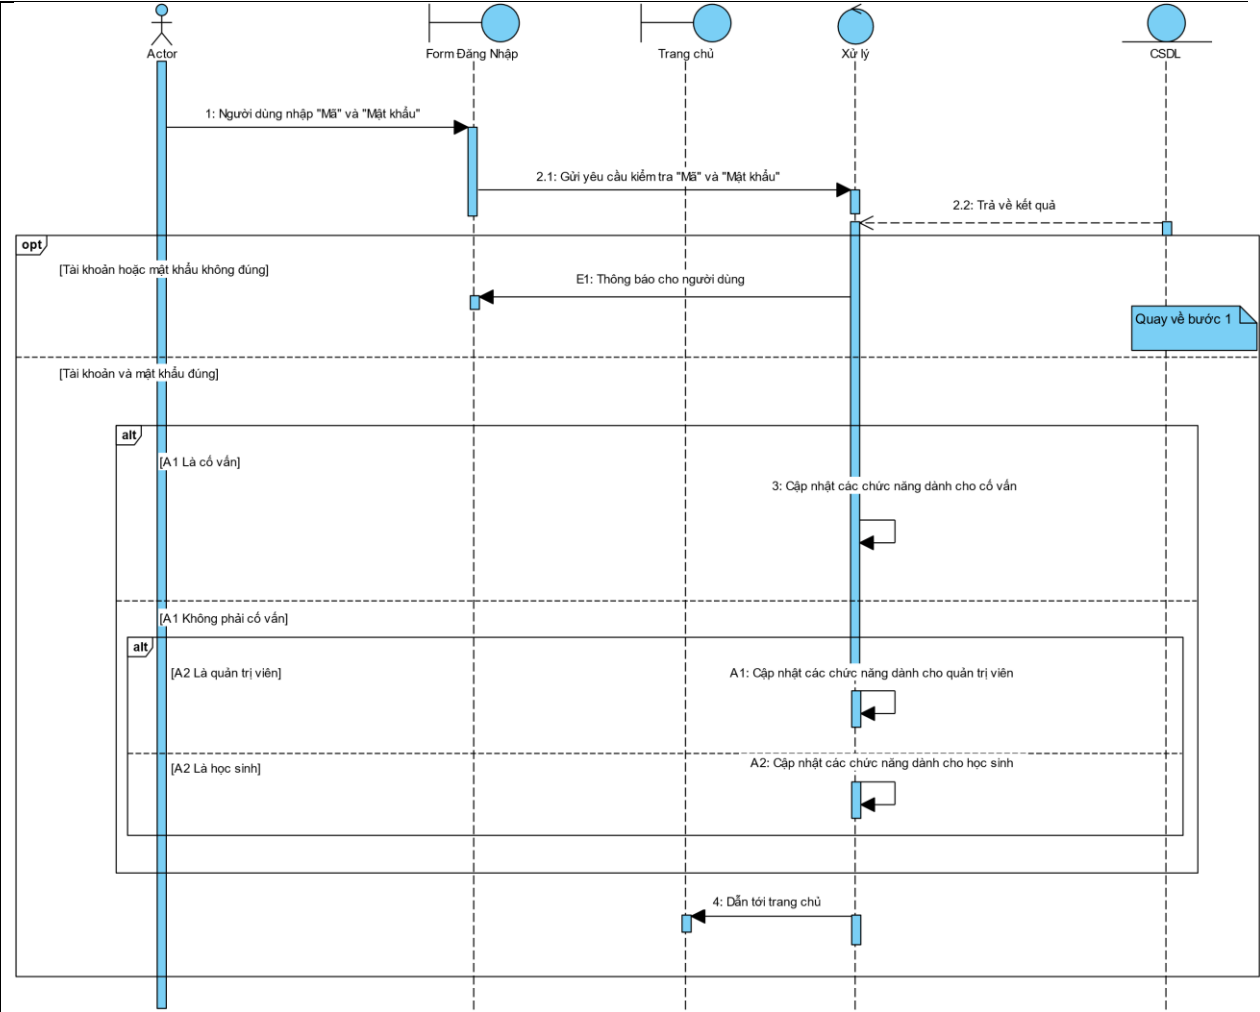 Actor
Form Đăng Nhập
Trang chủ
Xử lý
CSDL
1: Người dùng nhập "Mã" và "Mật khẩu"
2.1: Gửi yêu cầu kiểm tra "Mã" và "Mật khẩu"
2.2: Trả về kết quả
opt
[Tài khoản hoặc mật khẩu không đúng]
E1: Thông báo cho người dùng
Quay về bước 1
[Tài khoản và mật khẩu đúng]
alt
[A1 Là cố vấn]
3: Cập nhật các chức năng dành cho cố vấn
[A1 Không phải cố vấn]
alt
[A2 Là quản trị viên]
A1: Cập nhật các chức năng dành cho quản trị viên
[A2 Là học sinh]
A2: Cập nhật các chức năng dành cho học sinh
4: Dẫn tới trang chủ